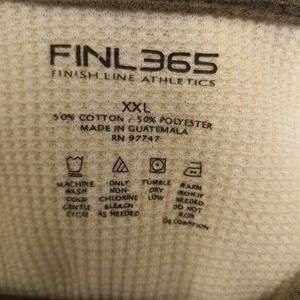 FINL365
FINISH LINE ATHLETICS
XXL
50% COTTON / 50% POLYESTER
MADE IN GUATEMALA
RN 97747
MACHINE WASH COLD GENTLE CYCLE
ONLY NON-CHLORINE BLEACH AS NEEDED
TUMBLE DRY LOW
WARM IRON IF NEEDED DO NOT IRON DECORATION